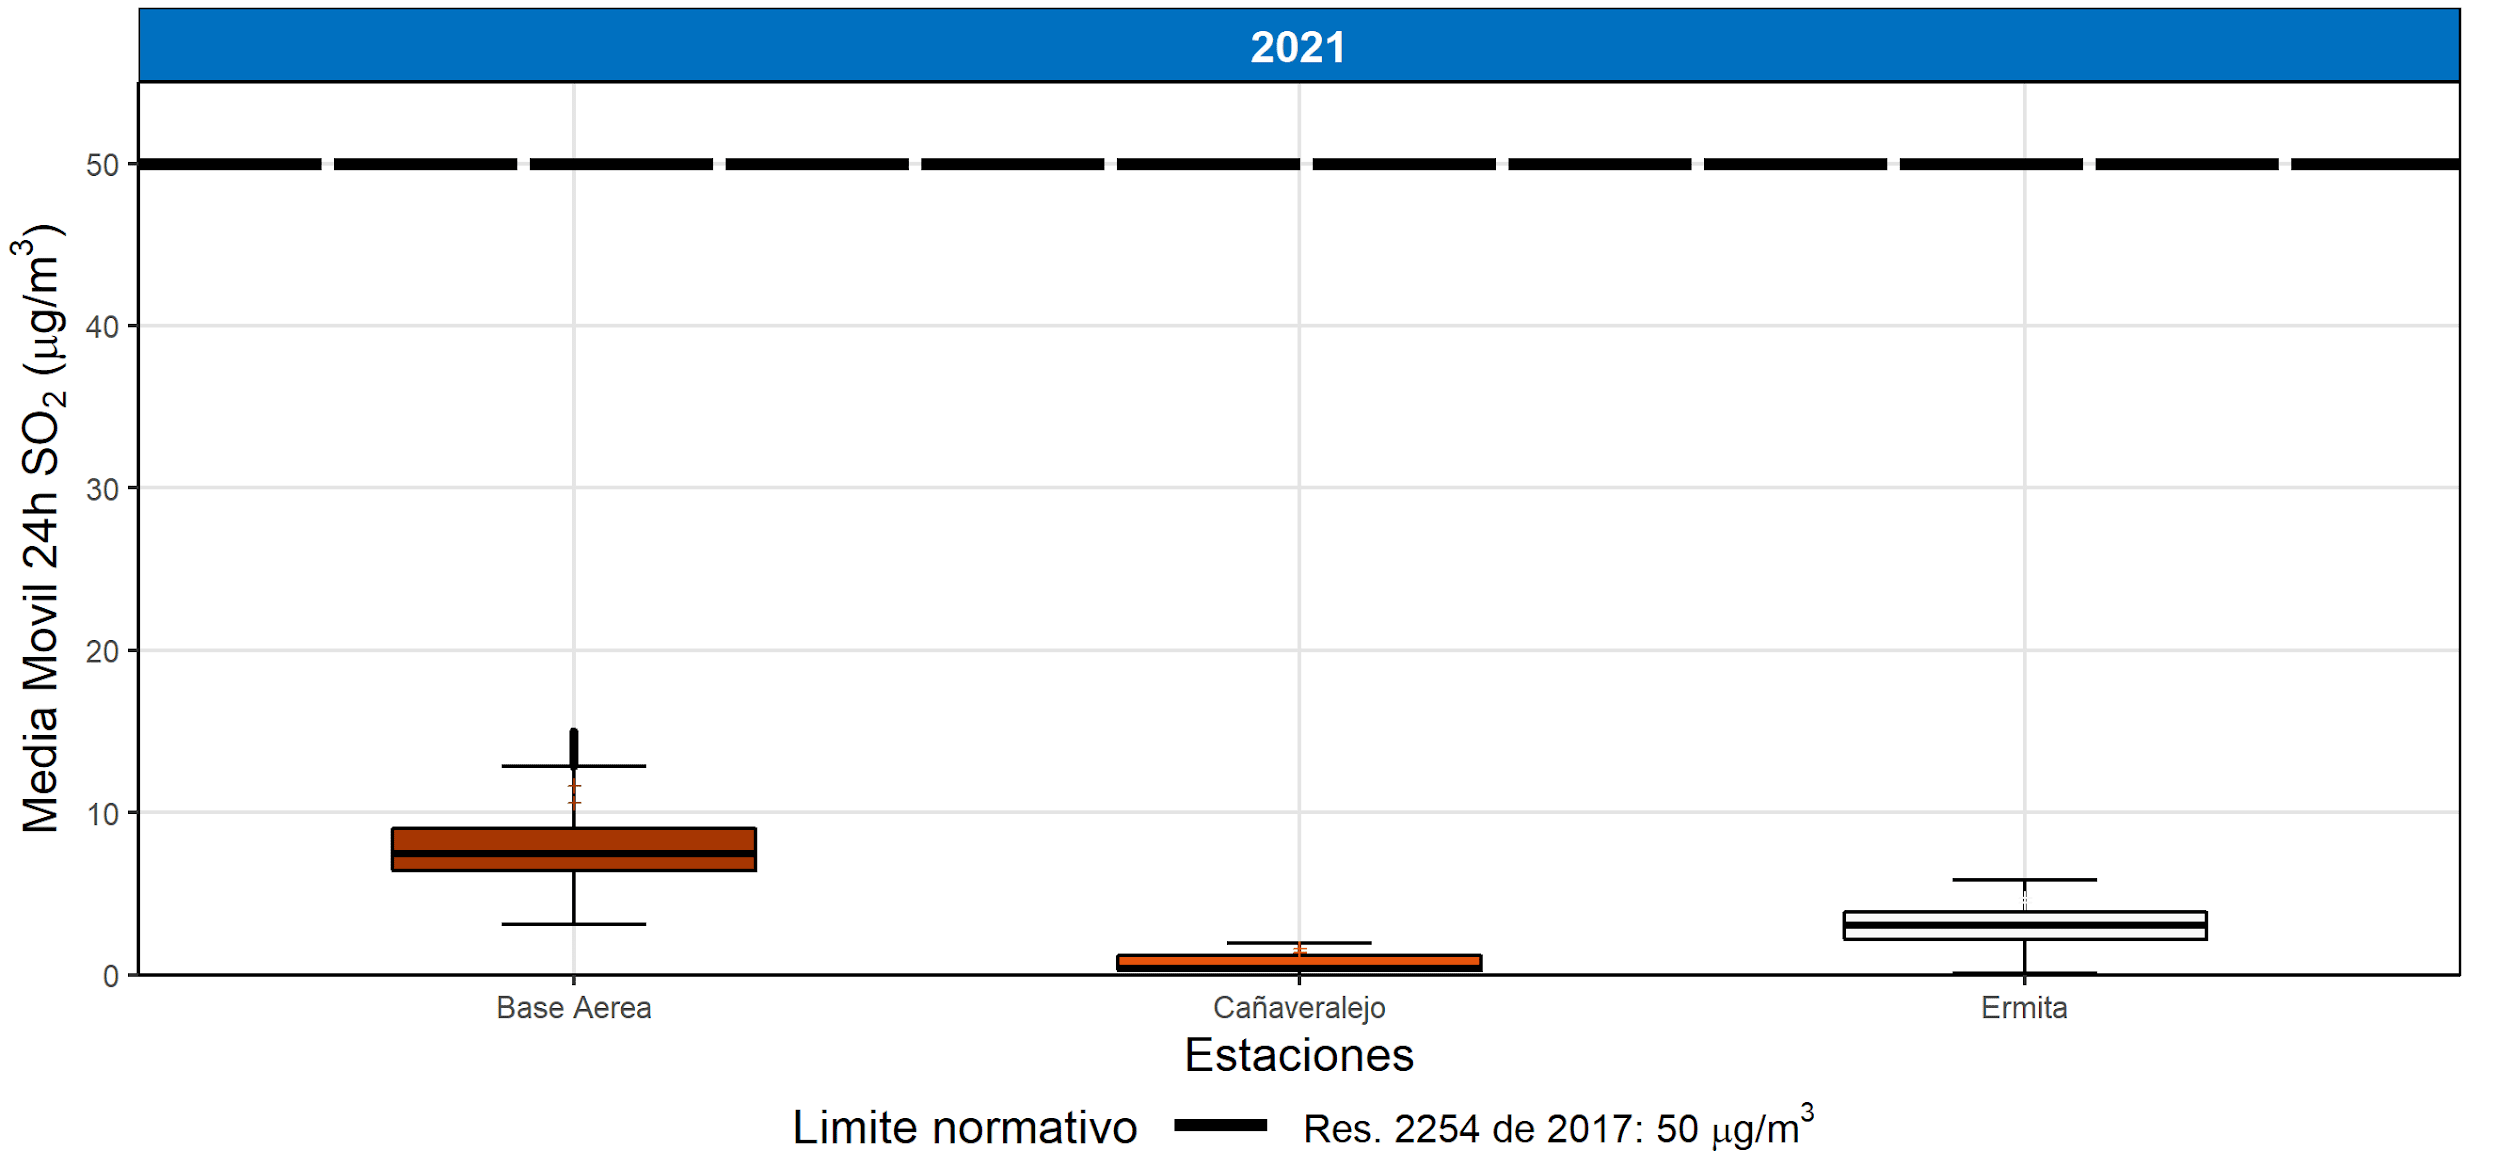 2021
Media Movil 24h SO₂ (μg/m³)
50
40
30
20
10
0
Base Aerea Cañaveralejo Ermita
Estaciones
Limite normativo Res. 2254 de 2017: 50 μg/m³